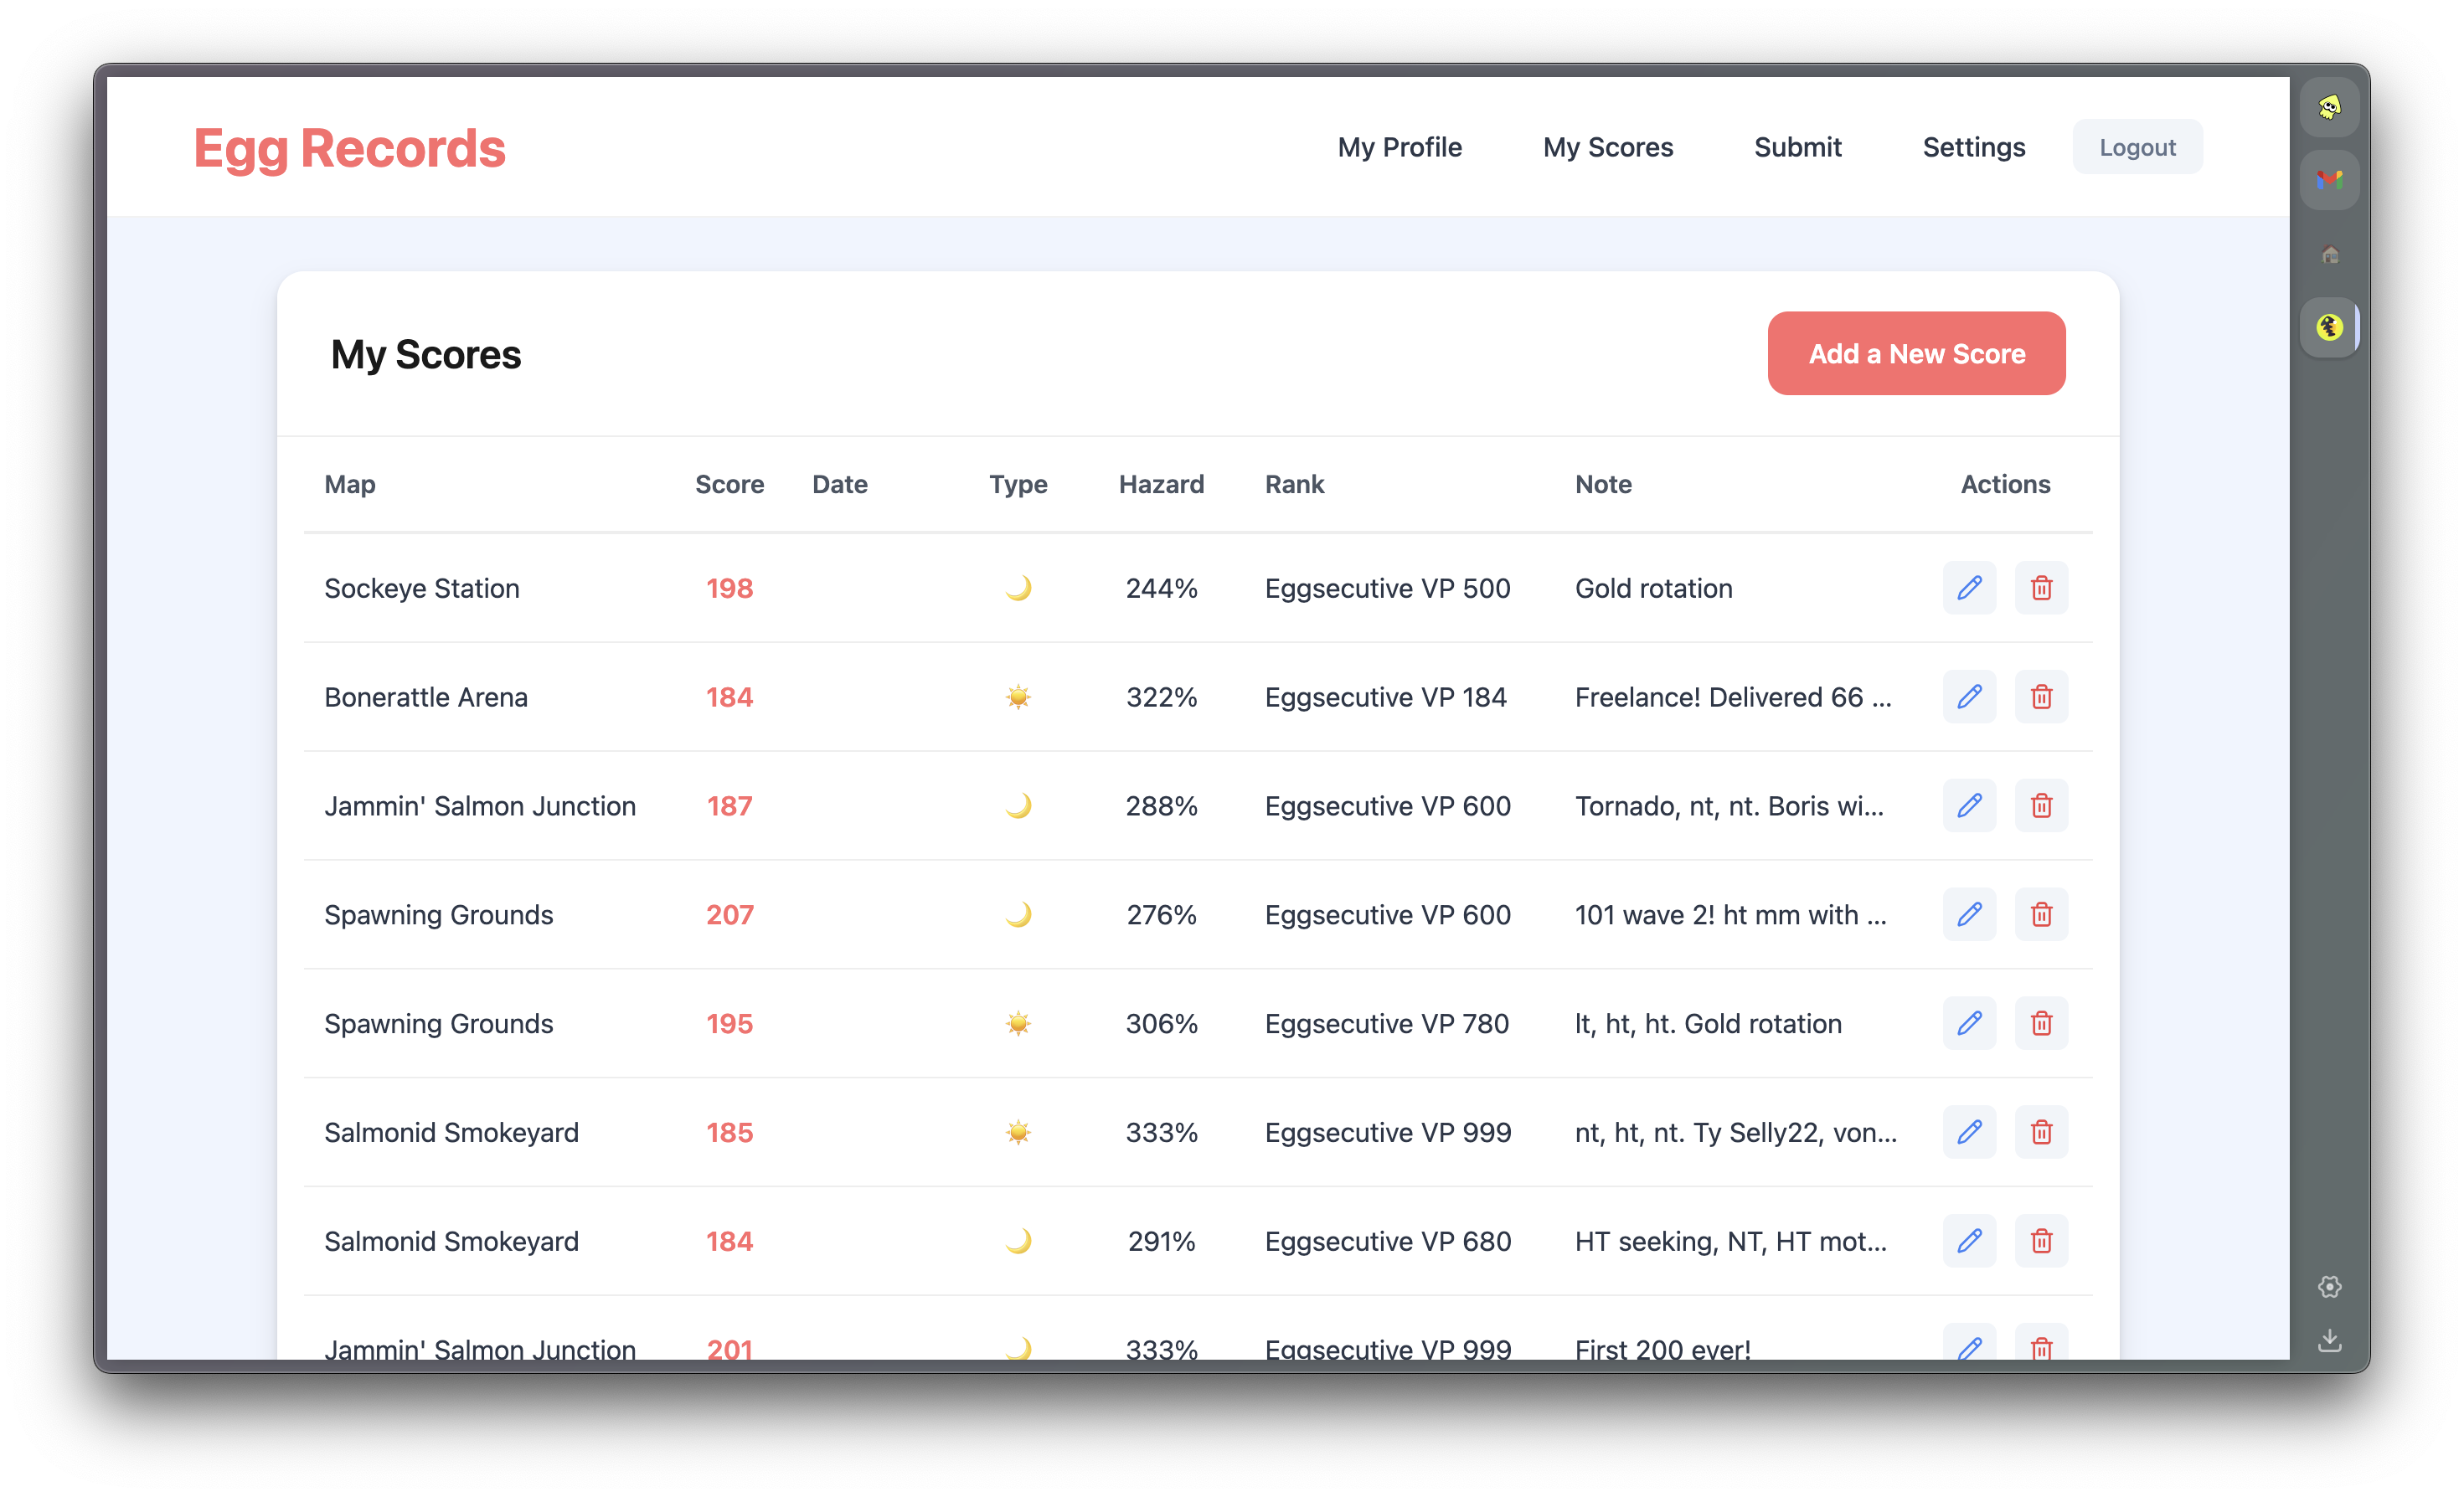 Egg Records
My Profile My Scores Submit Settings Logout
My Scores
Add a New Score
Map Score Date Type Hazard Rank Note Actions
Sockeye Station 198 244% Eggsecutive VP 500 Gold rotation
Bonerattle Arena 184 322% Eggsecutive VP 184 Freelance! Delivered 66 ...
Jammin' Salmon Junction 187 288% Eggsecutive VP 600 Tornado, nt, nt. Boris wi...
Spawning Grounds 207 276% Eggsecutive VP 600 101 wave 2! ht mm with ...
Spawning Grounds 195 306% Eggsecutive VP 780 lt, ht, ht. Gold rotation
Salmonid Smokeyard 185 333% Eggsecutive VP 999 nt, ht, nt. Ty Selly22, von...
Salmonid Smokeyard 184 291% Eggsecutive VP 680 HT seeking, NT, HT mot...
Jammin' Salmon Junction 201 333% Eggsecutive VP 999 First 200 ever!